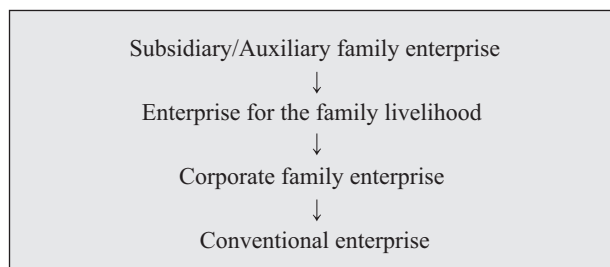 Subsidiary/Auxiliary family enterprise
↓
Enterprise for the family livelihood
↓
Corporate family enterprise
↓
Conventional enterprise